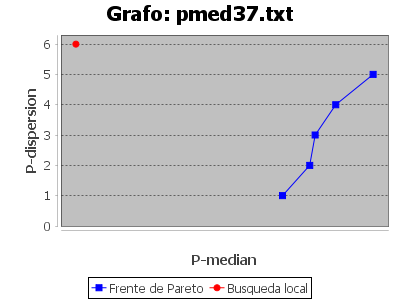 Grafo: pmed37.txt
6
5
4
3
2
1
0
P-dispersion
P-median
Frente de Pareto Busqueda local